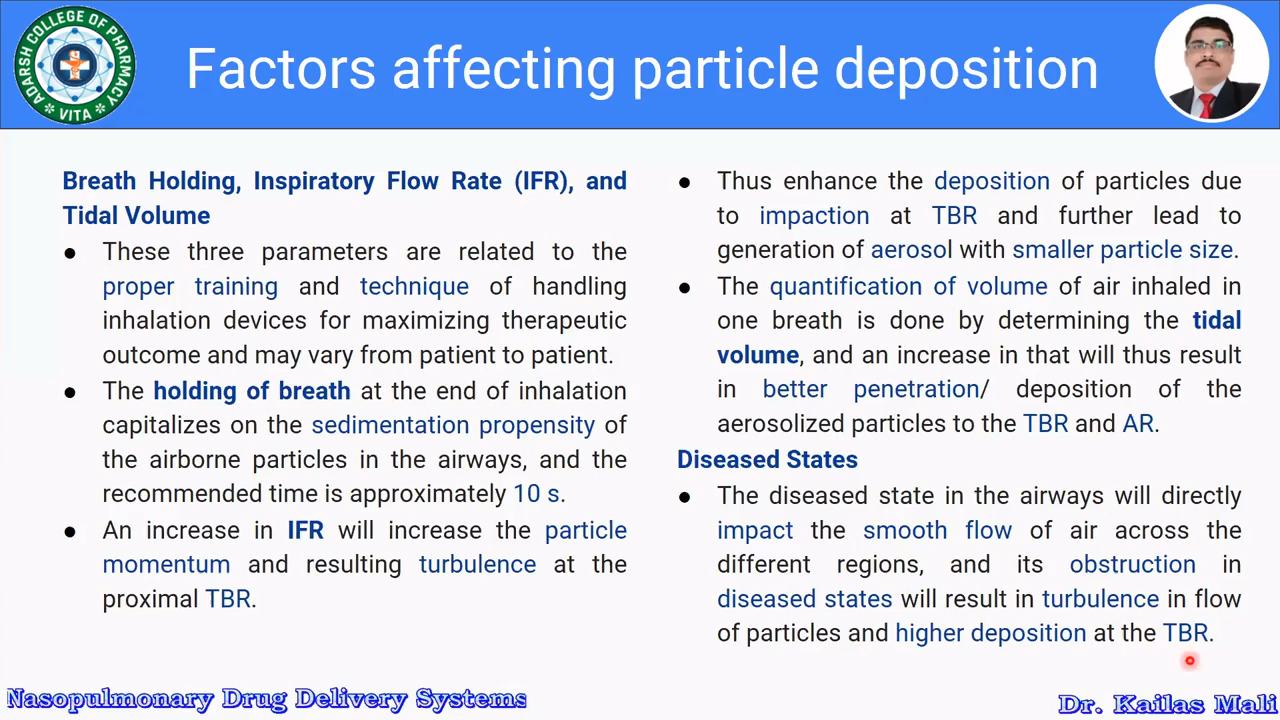 ADARSH COLLEGE OF PHARMACY
VITA
Factors affecting particle deposition
Breath Holding, Inspiratory Flow Rate (IFR), and
Tidal Volume
● These three parameters are related to the
proper training and technique of handling
inhalation devices for maximizing therapeutic
outcome and may vary from patient to patient.
● The holding of breath at the end of inhalation
capitalizes on the sedimentation propensity of
the airborne particles in the airways, and the
recommended time is approximately 10 s.
● An increase in IFR will increase the particle
momentum and resulting turbulence at the
proximal TBR.
● Thus enhance the deposition of particles due
to impaction at TBR and further lead to
generation of aerosol with smaller particle size.
● The quantification of volume of air inhaled in
one breath is done by determining the tidal
volume, and an increase in that will thus result
in better penetration/ deposition of the
aerosolized particles to the TBR and AR.
Diseased States
● The diseased state in the airways will directly
impact the smooth flow of air across the
different regions, and its obstruction in
diseased states will result in turbulence in flow
of particles and higher deposition at the TBR.
Nasopulmonary Drug Delivery Systems
Dr. Kailas Mali